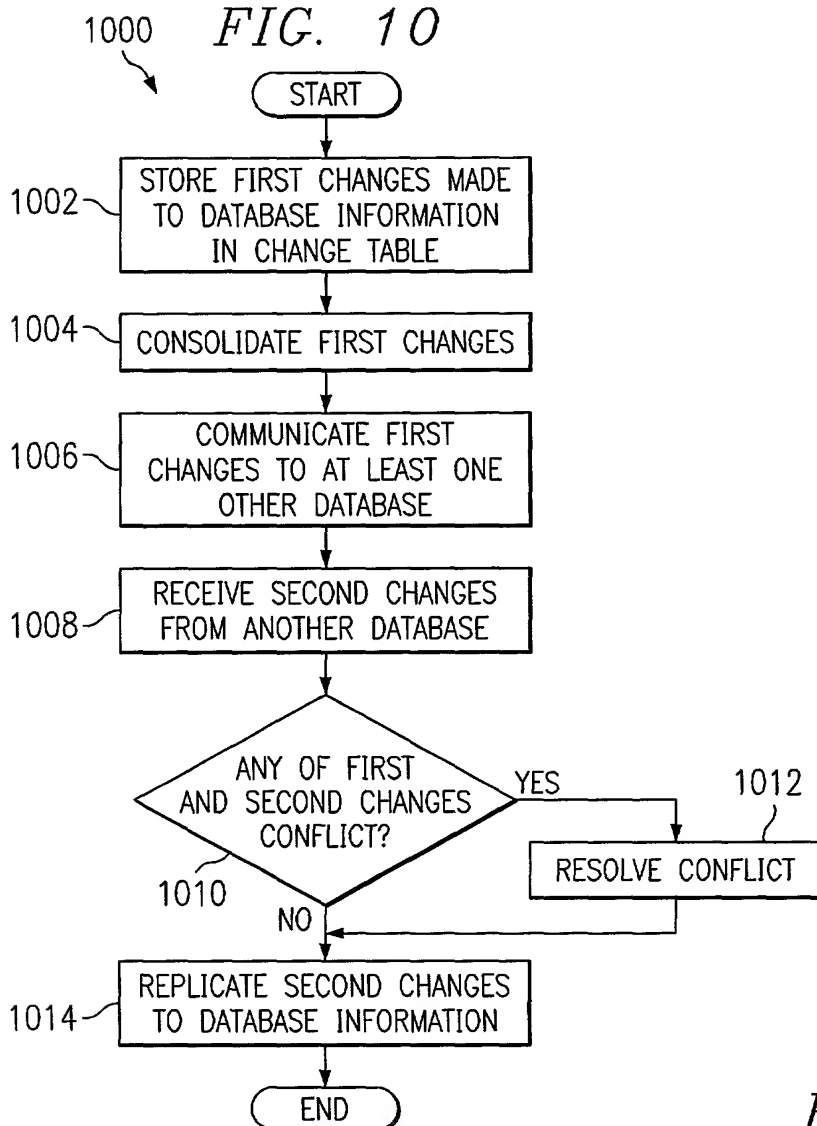 1000
FIG. 10
START
1002
STORE FIRST CHANGES MADE
TO DATABASE INFORMATION
IN CHANGE TABLE
1004
CONSOLIDATE FIRST CHANGES
1006
COMMUNICATE FIRST
CHANGES TO AT LEAST ONE
OTHER DATABASE
1008
RECEIVE SECOND CHANGES
FROM ANOTHER DATABASE
ANY OF FIRST
AND SECOND CHANGES
CONFLICT?
YES
1012
1010
RESOLVE CONFLICT
NO
1014
REPLICATE SECOND CHANGES
TO DATABASE INFORMATION
END